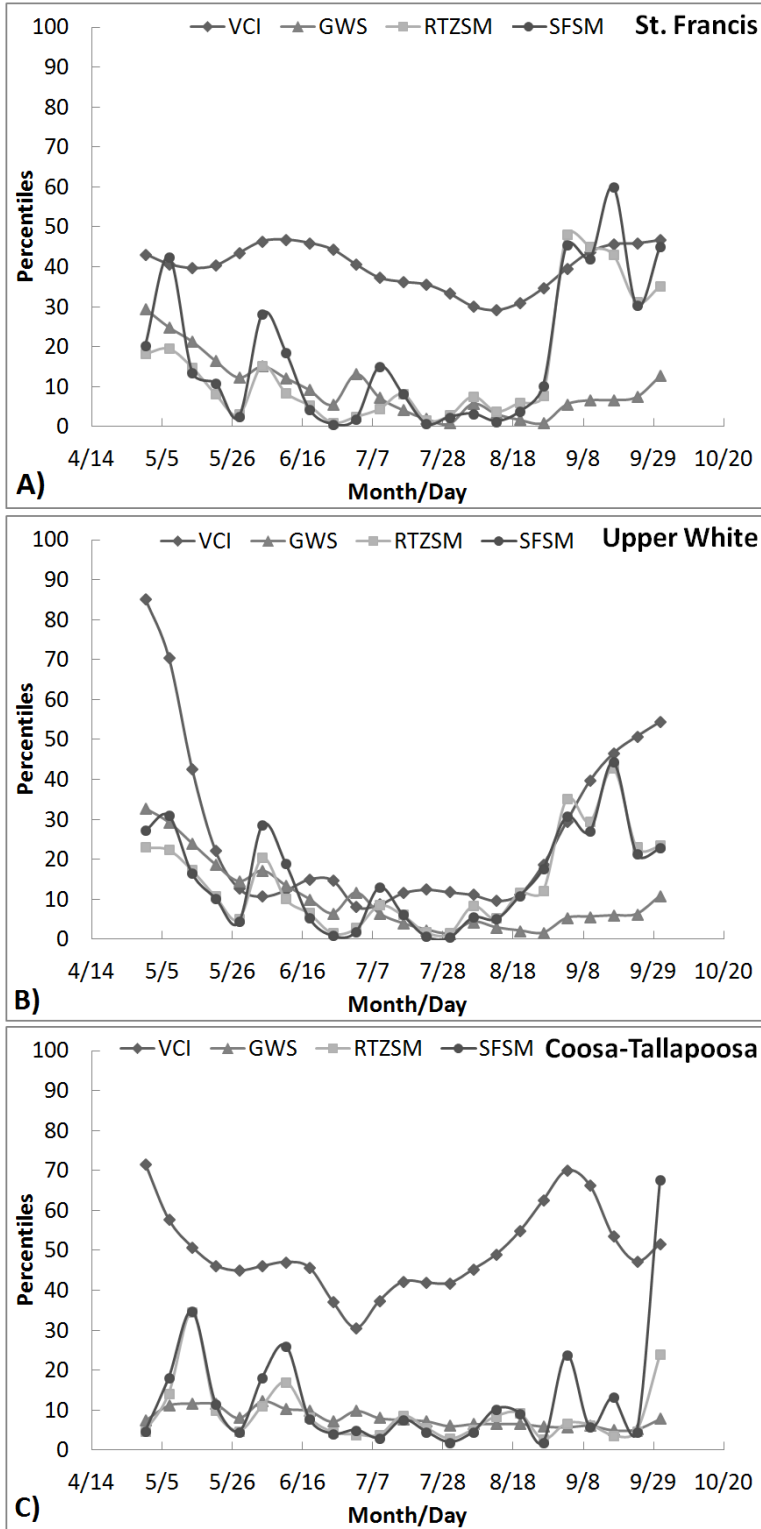 VCI GWS RTZSM SFSM St. Francis
100
90
80
70
60
50
40
30
20
10
0
Percentiles
4/14 5/5 5/26 6/16 7/7 7/28 8/18 9/8 9/29 10/20
A) Month/Day
VCI GWS RTZSM SFSM Upper White
100
90
80
70
60
50
40
30
20
10
0
Percentiles
4/14 5/5 5/26 6/16 7/7 7/28 8/18 9/8 9/29 10/20
B) Month/Day
VCI GWS RTZSM SFSM Coosa-Tallapoosa
100
90
80
70
60
50
40
30
20
10
0
Percentiles
4/14 5/5 5/26 6/16 7/7 7/28 8/18 9/8 9/29 10/20
C) Month/Day